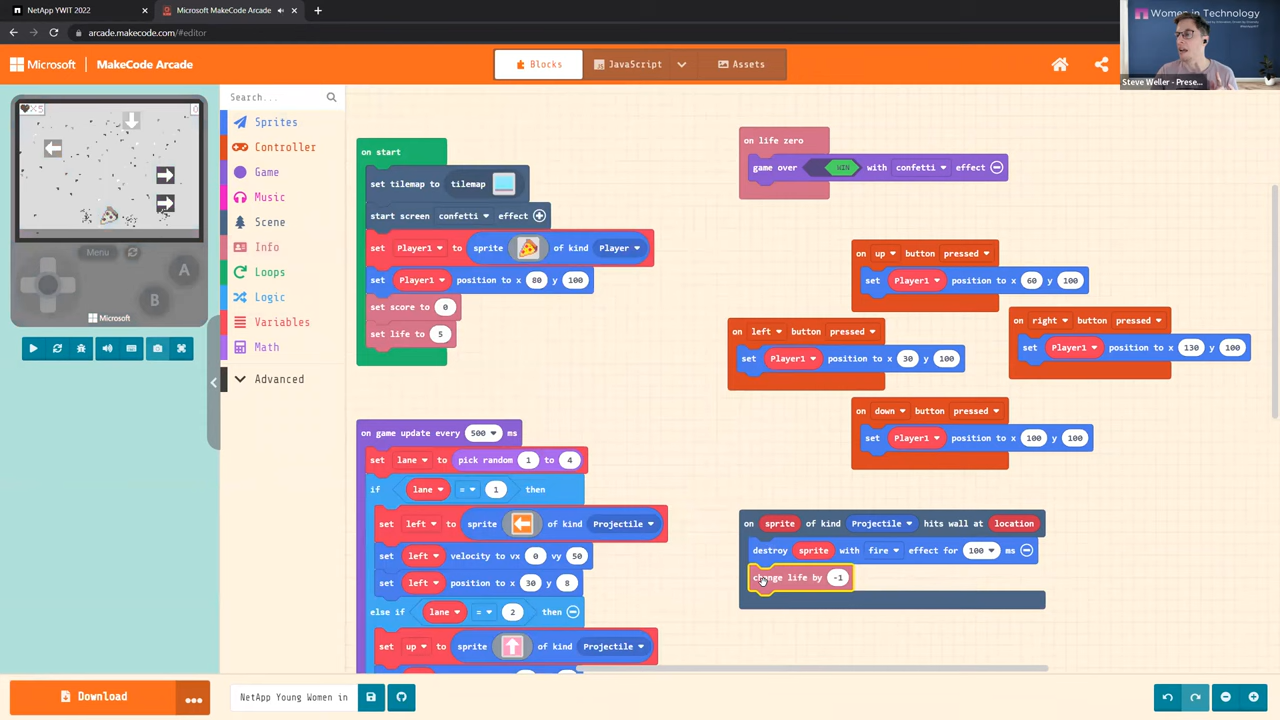 NetApp YWIT 2022
Microsoft MakeCode Arcade
arcade.makecode.com/#editor
Women in Technology
Steve Weller - Prese...
Microsoft
MakeCode Arcade
Blocks
JavaScript
Assets
×5
0
Menu
A
B
Microsoft
Search...
Sprites
Controller
Game
Music
Scene
Info
Loops
Logic
Variables
Math
Advanced
on start
set tilemap to tilemap
start screen confetti effect
set Player1 to sprite of kind Player
set Player1 position to x 80 y 100
set score to 0
set life to 5
on game update every 500 ms
set lane to pick random 1 to 4
if lane = 1 then
set left to sprite of kind Projectile
set left velocity to vx 0 vy 50
set left position to x 30 y 8
else if lane = 2 then
set up to sprite of kind Projectile
on life zero
game over WIN with confetti effect
on up button pressed
set Player1 position to x 60 y 100
on left button pressed
set Player1 position to x 30 y 100
on right button pressed
set Player1 position to x 130 y 100
on down button pressed
set Player1 position to x 100 y 100
on sprite of kind Projectile hits wall at location
destroy sprite with fire effect for 100 ms
change life by -1
Download
NetApp Young Women in